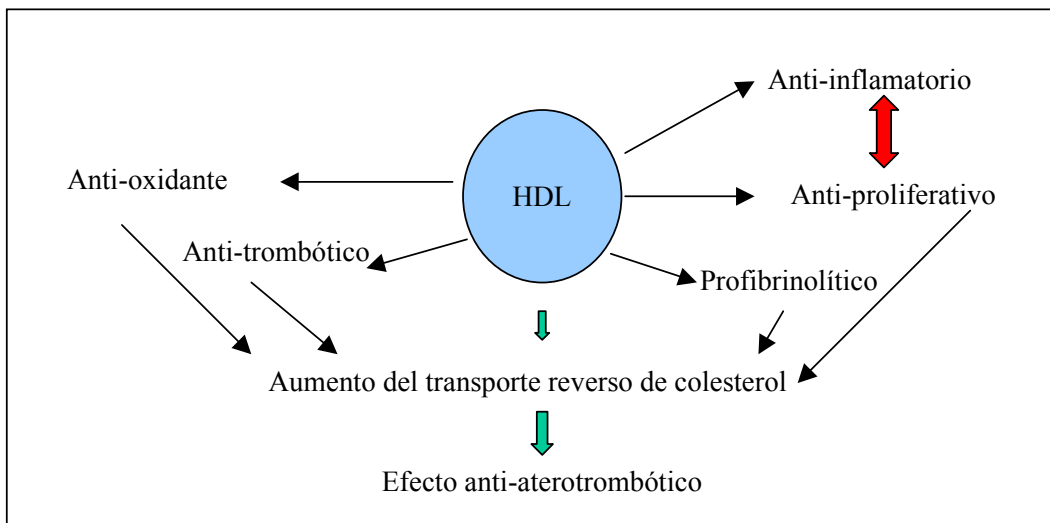 Anti-inflamatorio
Anti-oxidante
HDL
Anti-proliferativo
Anti-trombótico
Profibrinolítico
Aumento del transporte reverso de colesterol
Efecto anti-aterotrombótico